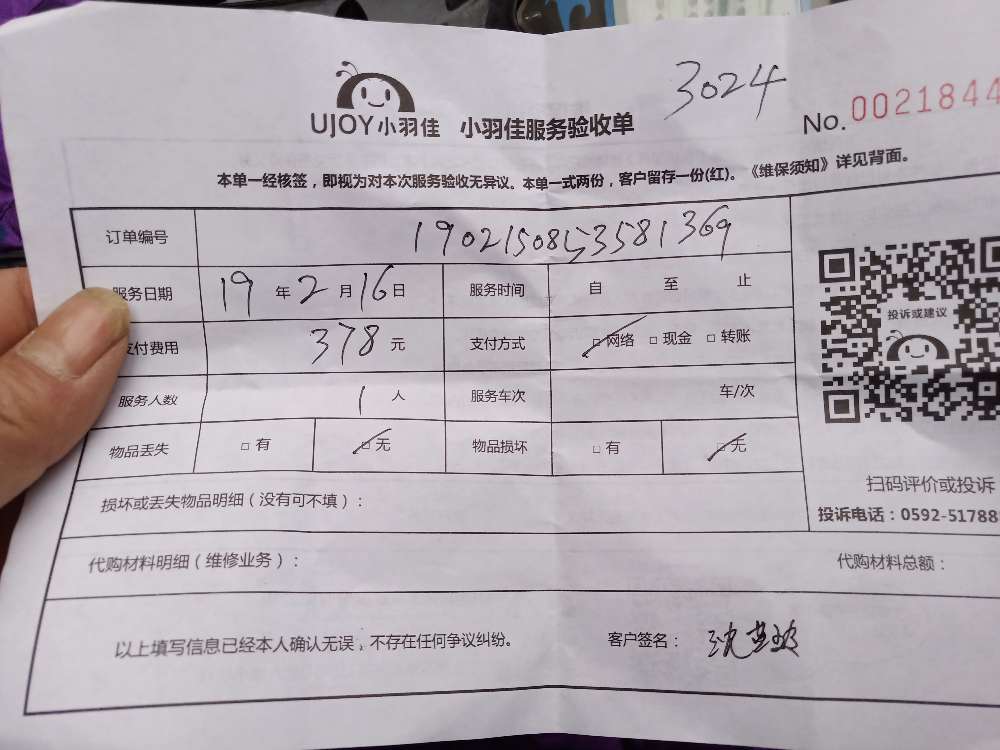 3024
UJOY小羽佳 小羽佳服务验收单
No. 0021844
本单一经核签，即视为对本次服务验收无异议。本单一式两份，客户留存一份(红)。《维保须知》详见背面。
订单编号 1902150853581369
服务日期 19 年 2 月 16 日 服务时间 自 至 止
支付费用 378 元 支付方式 □网络 □现金 □转账
服务人数 1 人 服务车次 车/次
物品丢失 □有 □无 物品损坏 □有 □无
投诉或建议
扫码评价或投诉
投诉电话：0592-51788
损坏或丢失物品明细（没有可不填）：
代购材料明细（维修业务）： 代购材料总额：
以上填写信息已经本人确认无误，不存在任何争议纠纷。 客户签名：